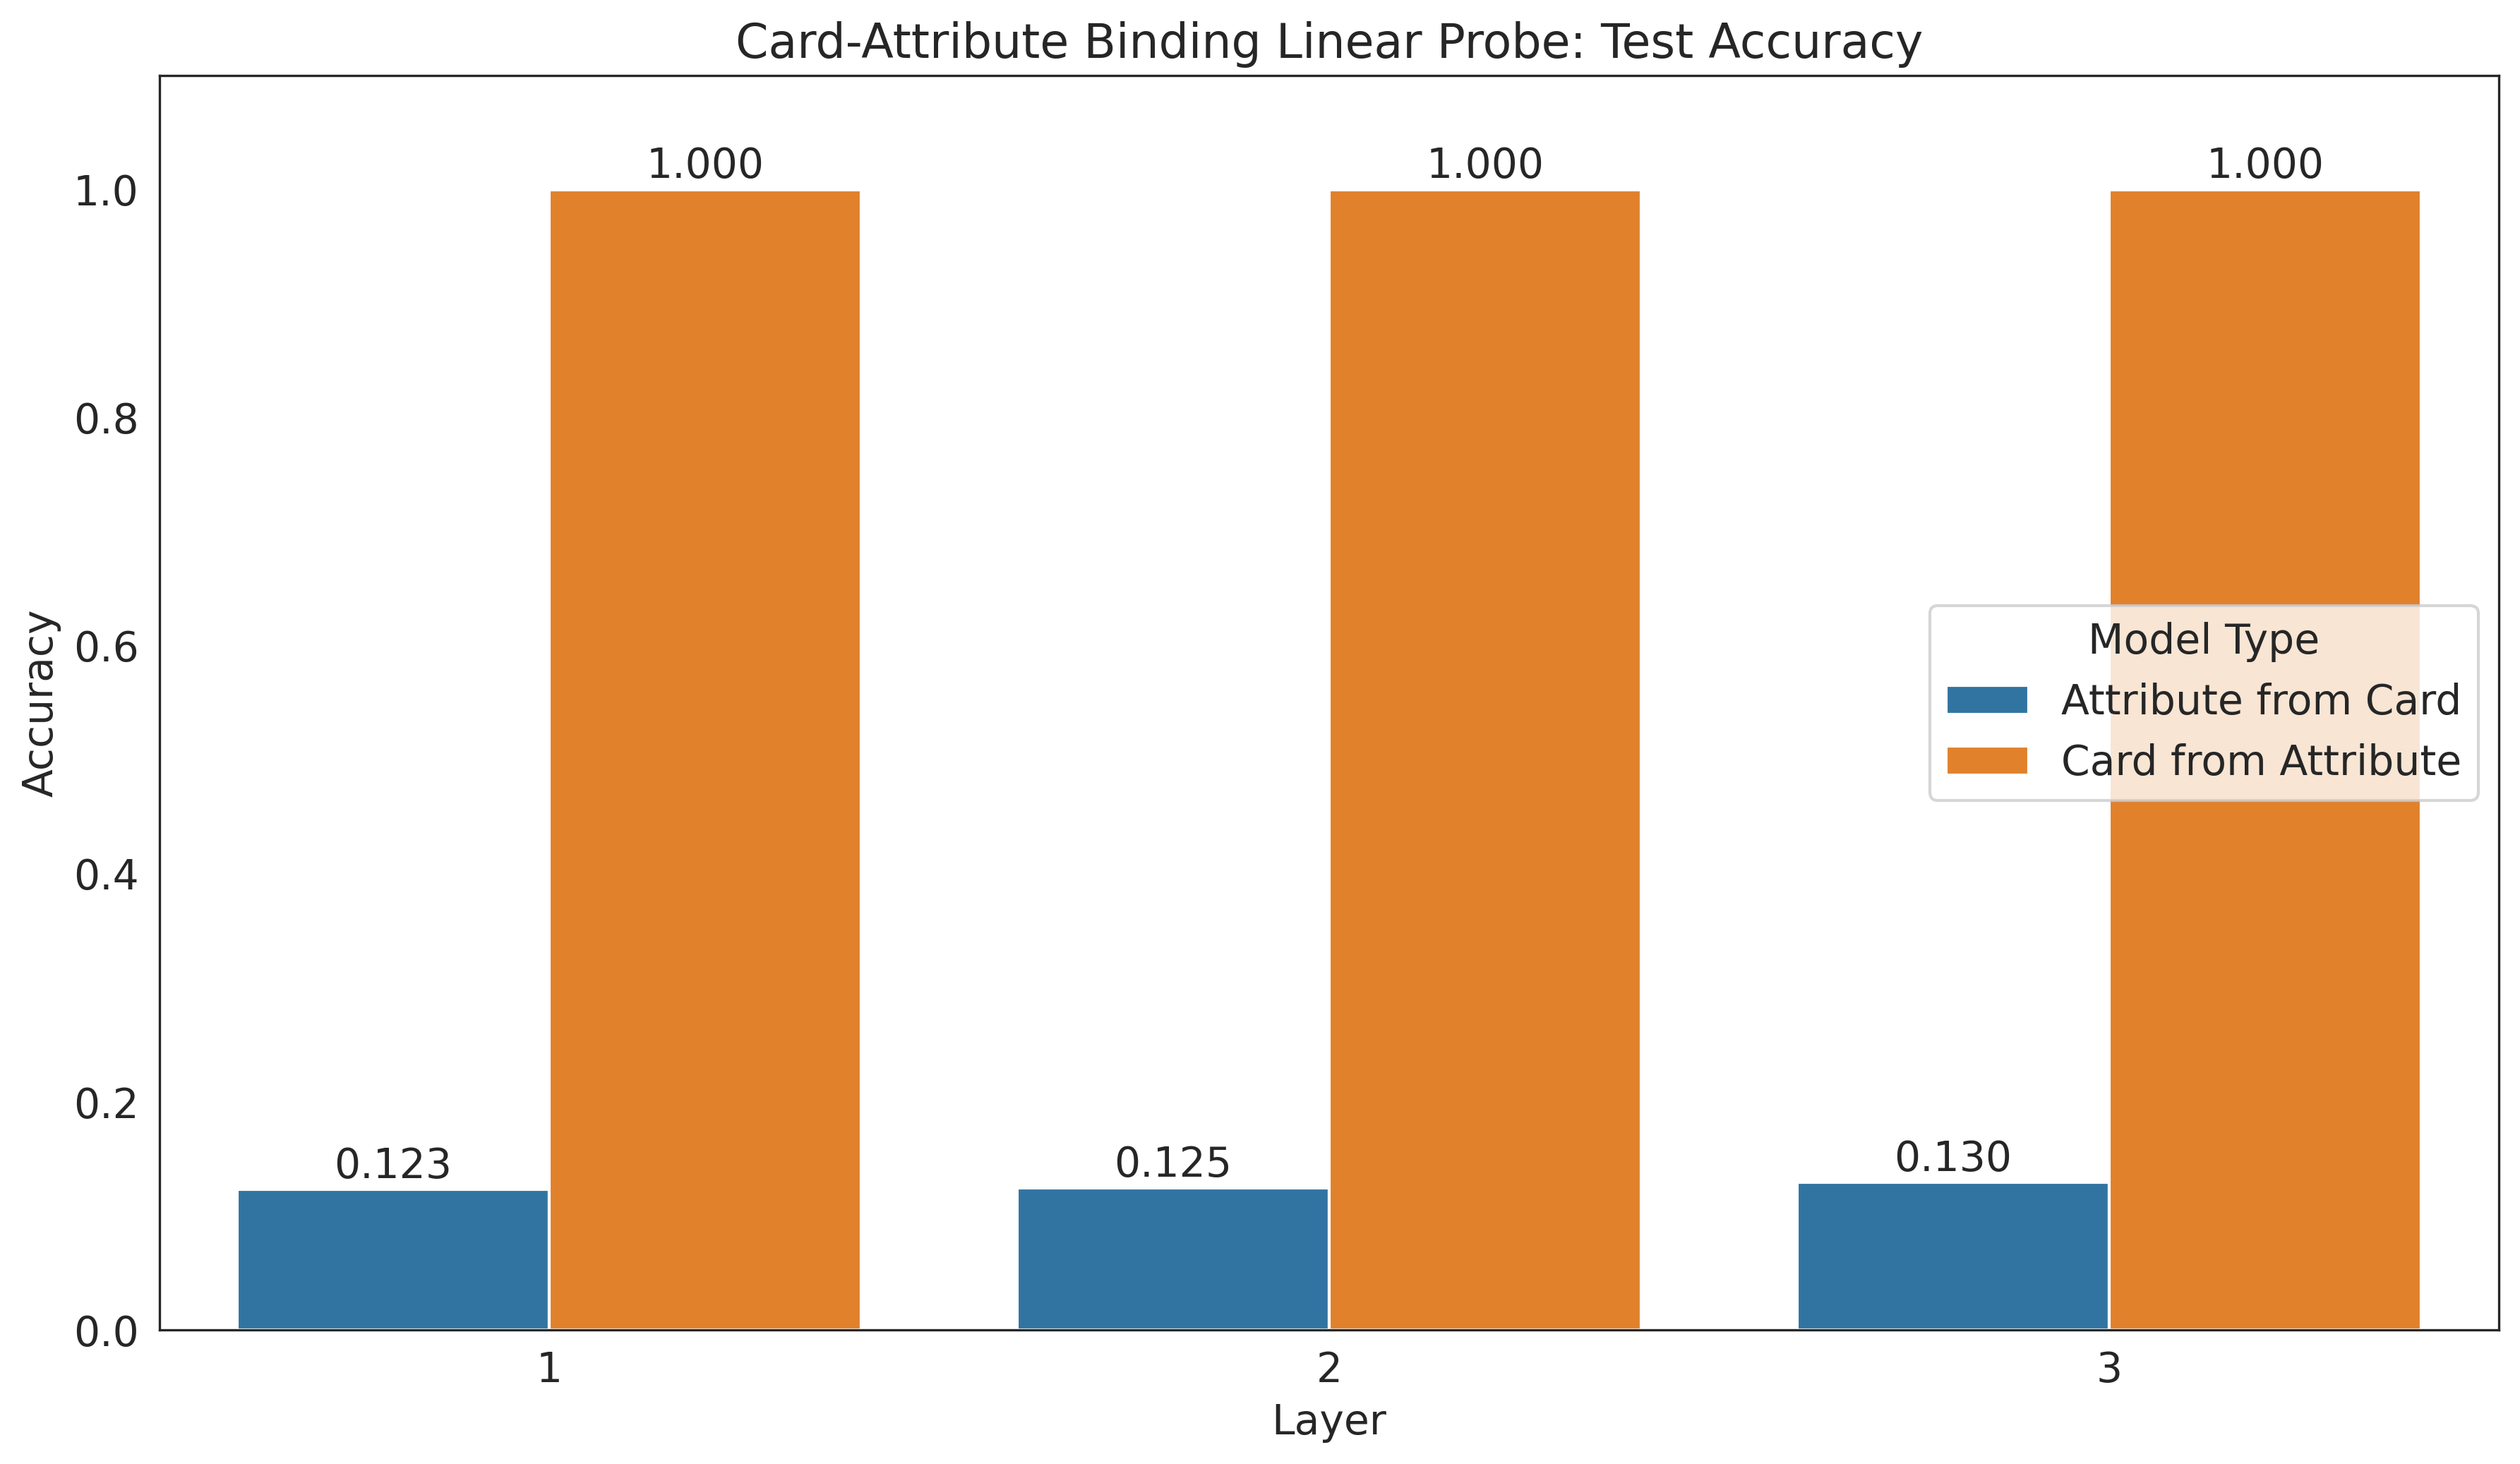 Card-Attribute Binding Linear Probe: Test Accuracy
Accuracy
1.0
0.8
0.6
0.4
0.2
0.0
1.000
1.000
1.000
0.123
0.125
0.130
Model Type
Attribute from Card
Card from Attribute
1
2
3
Layer